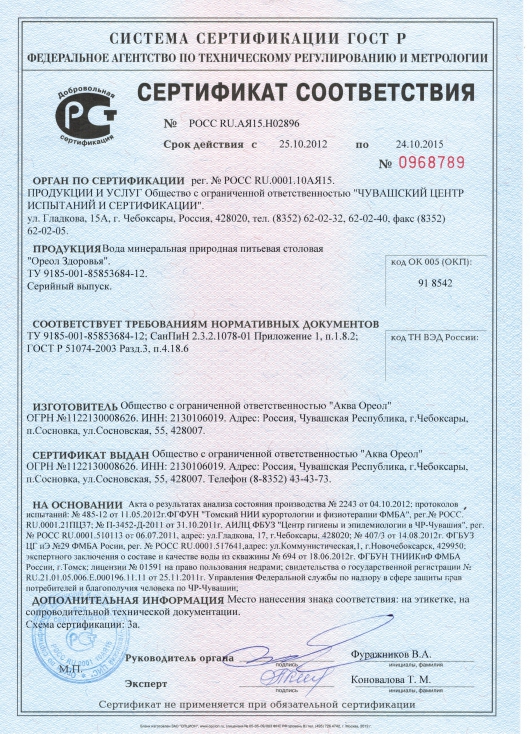 СИСТЕМА СЕРТИФИКАЦИИ ГОСТ Р
ФЕДЕРАЛЬНОЕ АГЕНТСТВО ПО ТЕХНИЧЕСКОМУ РЕГУЛИРОВАНИЮ И МЕТРОЛОГИИ
Добровольная
сертификация
СЕРТИФИКАТ СООТВЕТСТВИЯ
№ РОСС RU.АЯ15.Н02896
Срок действия с 25.10.2012 по 24.10.2015
№ 0968789
ОРГАН ПО СЕРТИФИКАЦИИ рег. № РОСС RU.0001.10АЯ15.
ПРОДУКЦИИ И УСЛУГ Общество с ограниченной ответственностью "ЧУВАШСКИЙ ЦЕНТР
ИСПЫТАНИЙ И СЕРТИФИКАЦИИ".
ул. Гладкова, 15А, г. Чебоксары, Россия, 428020, тел. (8352) 62-02-32, 62-02-40, факс (8352)
62-02-05.
ПРОДУКЦИЯ Вода минеральная природная питьевая столовая
"Ореол Здоровья".
ТУ 9185-001-85853684-12.
Серийный выпуск.
код ОК 005 (ОКП):
91 8542
СООТВЕТСТВУЕТ ТРЕБОВАНИЯМ НОРМАТИВНЫХ ДОКУМЕНТОВ
ТУ 9185-001-85853684-12; СанПиН 2.3.2.1078-01 Приложение 1, п.1.8.2;
ГОСТ Р 51074-2003 Разд.3, п.4.18.6
код ТН ВЭД России:
ИЗГОТОВИТЕЛЬ Общество с ограниченной ответственностью "Аква Ореол"
ОГРН №1122130008626. ИНН: 2130106019. Адрес: Россия, Чувашская Республика, г.Чебоксары,
п.Сосновка, ул.Сосновская, 55, 428007.
СЕРТИФИКАТ ВЫДАН Общество с ограниченной ответственностью "Аква Ореол"
ОГРН №1122130008626. ИНН: 2130106019. Адрес: Россия, Чувашская Республика, г.Чебоксары,
п.Сосновка, ул.Сосновская, 55, 428007. Телефон (8-8352) 43-43-73.
НА ОСНОВАНИИ Акта о результатах анализа состояния производства № 2243 от 04.10.2012; протоколов
испытаний: № 485-12 от 11.05.2012г.ФГФУН "Томский НИИ курортологии и физиотерапии ФМБА", рег.№ РОСС.
RU.0001.21ПЦ37; № П-3452-Д-2011 от 31.10.2011г, АИЛЦ ФБУЗ "Центр гигиены и эпидемиологии в ЧР-Чувашия", рег.
№ РОСС RU.0001.510113 от 06.07.2011, адрес: ул.Гладкова, 17, г.Чебоксары, 428020; № 407/3 от 14.08.2012г. ФГБУЗ
ЦГ иЭ №29 ФМБА Росии, рег. № РОСС RU.0001.517641,адрес: ул.Коммунистическая,1, г.Новочебоксарск, 429950;
экспертного заключения о составе и качестве воды из скважины № 694 от 18.06.2012г. ФГБУН ТНИИКиФ ФМБА
России, г.Томск; лицензии № 01591 на право пользования недрами; свидетельства о государственной регистрации №
RU.21.01.05.006.Е.000196.11.11 от 25.11.2011г. Управления Федеральной службы по надзору в сфере защиты прав
потребителей и благополучия человека по ЧР-Чувашии;
ДОПОЛНИТЕЛЬНАЯ ИНФОРМАЦИЯ Место нанесения знака соответствия: на этикетке, на
сопроводительной технической документации.
Схема сертификации: 3а.
М.П.
Руководитель органа
подпись
Фуражников В.А.
инициалы, фамилия
Эксперт
подпись
Коновалова Т. М.
инициалы, фамилия
Сертификат не применяется при обязательной сертификации